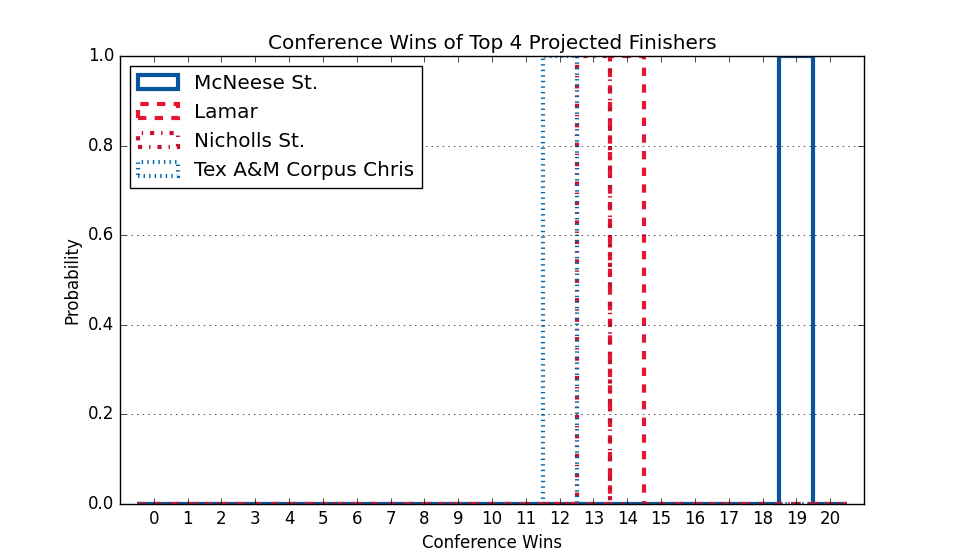 Conference Wins of Top 4 Projected Finishers
1.0
McNeese St.
Lamar
Nicholls St.
Tex A&M Corpus Chris
0.8
0.6
0.4
0.2
0.0
Probability
0 1 2 3 4 5 6 7 8 9 10 11 12 13 14 15 16 17 18 19 20
Conference Wins